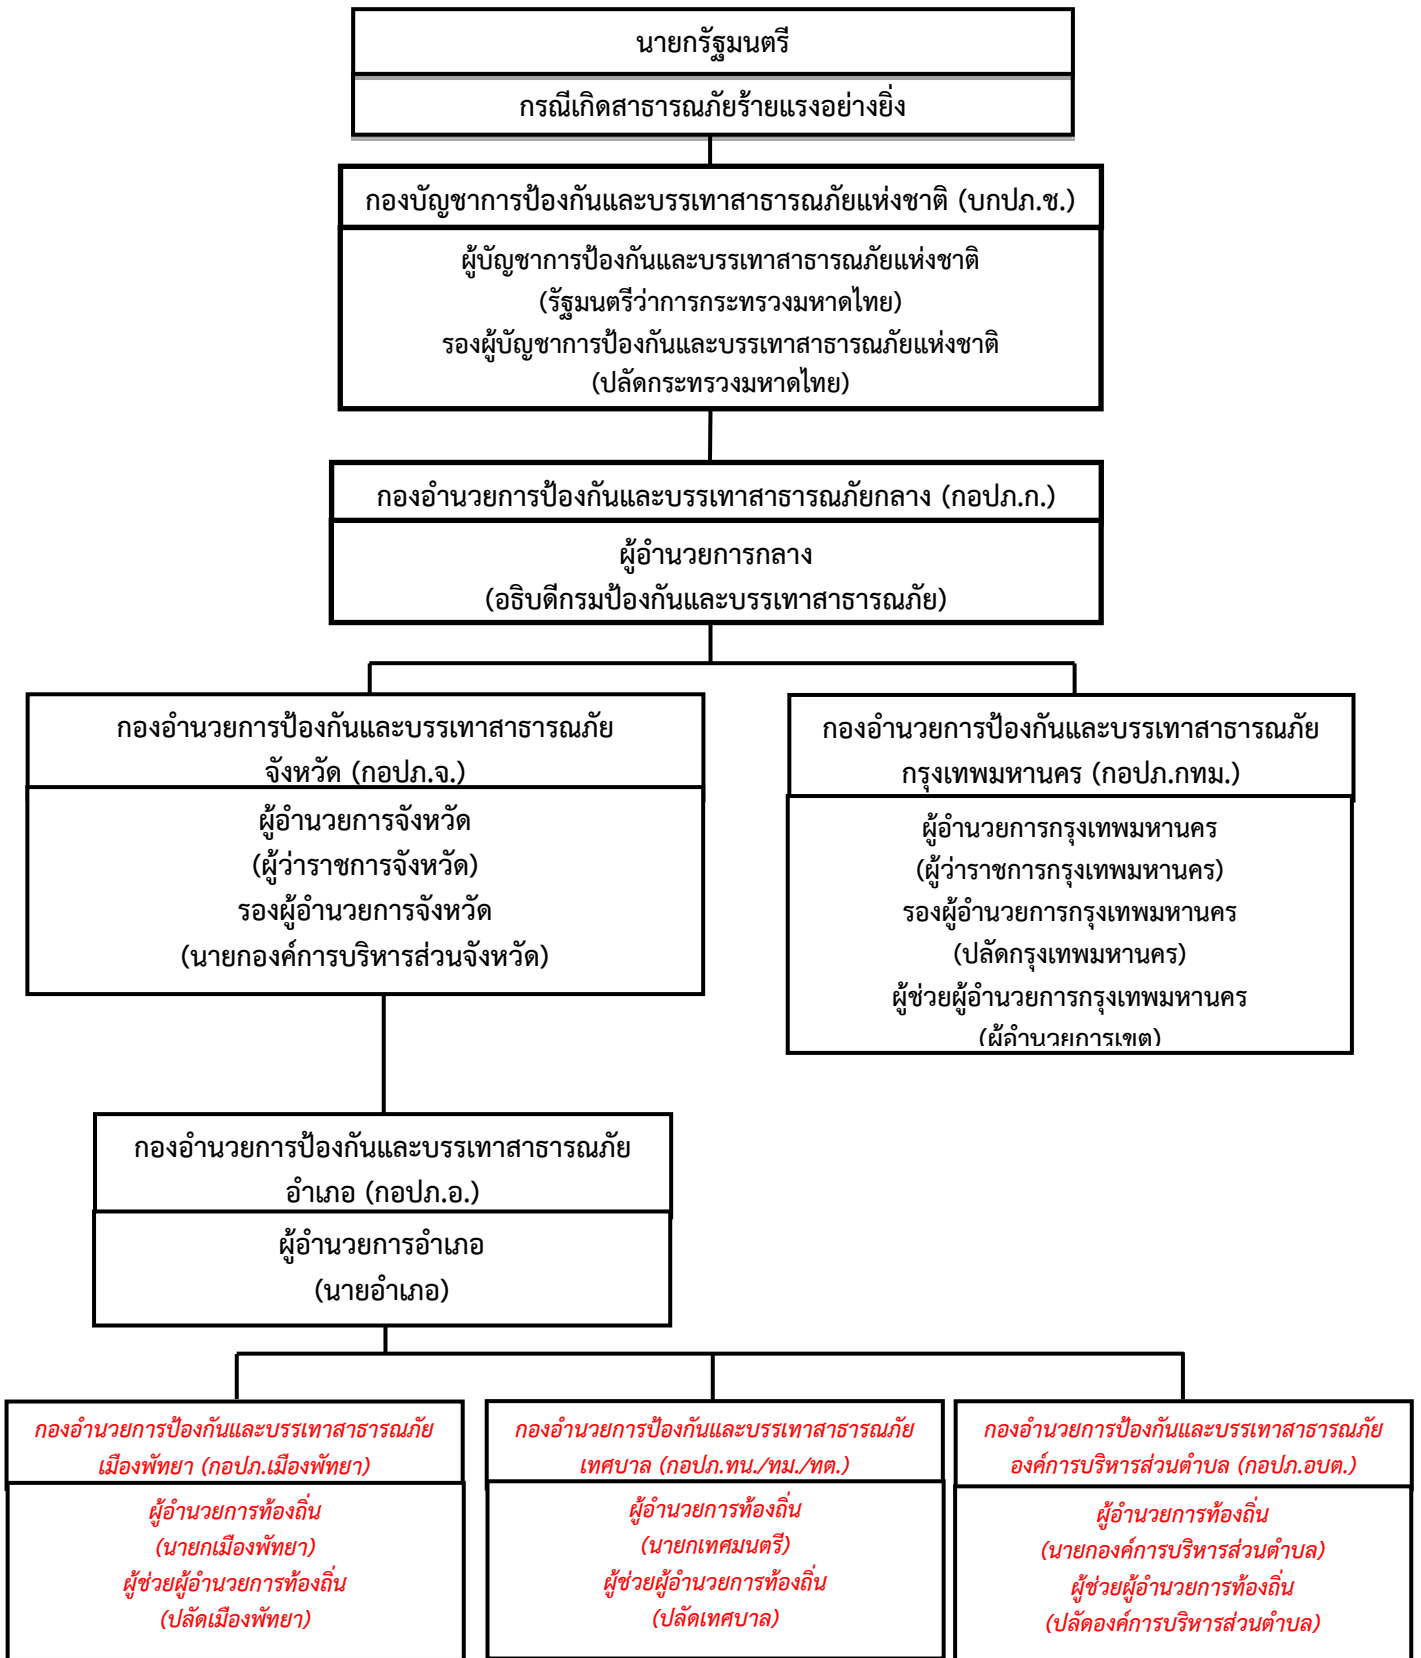 นายกรัฐมนตรี
กรณีเกิดสาธารณภัยร้ายแรงอย่างยิ่ง
กองบัญชาการป้องกันและบรรเทาสาธารณภัยแห่งชาติ (บกปภ.ช.)
ผู้บัญชาการป้องกันและบรรเทาสาธารณภัยแห่งชาติ
(รัฐมนตรีว่าการกระทรวงมหาดไทย)
รองผู้บัญชาการป้องกันและบรรเทาสาธารณภัยแห่งชาติ
(ปลัดกระทรวงมหาดไทย)
กองอำนวยการป้องกันและบรรเทาสาธารณภัยกลาง (กอปภ.ก.)
ผู้อำนวยการกลาง
(อธิบดีกรมป้องกันและบรรเทาสาธารณภัย)
กองอำนวยการป้องกันและบรรเทาสาธารณภัย
จังหวัด (กอปภ.จ.)
ผู้อำนวยการจังหวัด
(ผู้ว่าราชการจังหวัด)
รองผู้อำนวยการจังหวัด
(นายกองค์การบริหารส่วนจังหวัด)
กองอำนวยการป้องกันและบรรเทาสาธารณภัย
กรุงเทพมหานคร (กอปภ.กทม.)
ผู้อำนวยการกรุงเทพมหานคร
(ผู้ว่าราชการกรุงเทพมหานคร)
รองผู้อำนวยการกรุงเทพมหานคร
(ปลัดกรุงเทพมหานคร)
ผู้ช่วยผู้อำนวยการกรุงเทพมหานคร
(ผู้อำนวยการเขต)
กองอำนวยการป้องกันและบรรเทาสาธารณภัย
อำเภอ (กอปภ.อ.)
ผู้อำนวยการอำเภอ
(นายอำเภอ)
กองอำนวยการป้องกันและบรรเทาสาธารณภัย
เมืองพัทยา (กอปภ.เมืองพัทยา)
ผู้อำนวยการท้องถิ่น
(นายกเมืองพัทยา)
ผู้ช่วยผู้อำนวยการท้องถิ่น
(ปลัดเมืองพัทยา)
กองอำนวยการป้องกันและบรรเทาสาธารณภัย
เทศบาล (กอปภ.ทน./ทม./ทต.)
ผู้อำนวยการท้องถิ่น
(นายกเทศมนตรี)
ผู้ช่วยผู้อำนวยการท้องถิ่น
(ปลัดเทศบาล)
กองอำนวยการป้องกันและบรรเทาสาธารณภัย
องค์การบริหารส่วนตำบล (กอปภ.อบต.)
ผู้อำนวยการท้องถิ่น
(นายกองค์การบริหารส่วนตำบล)
ผู้ช่วยผู้อำนวยการท้องถิ่น
(ปลัดองค์การบริหารส่วนตำบล)